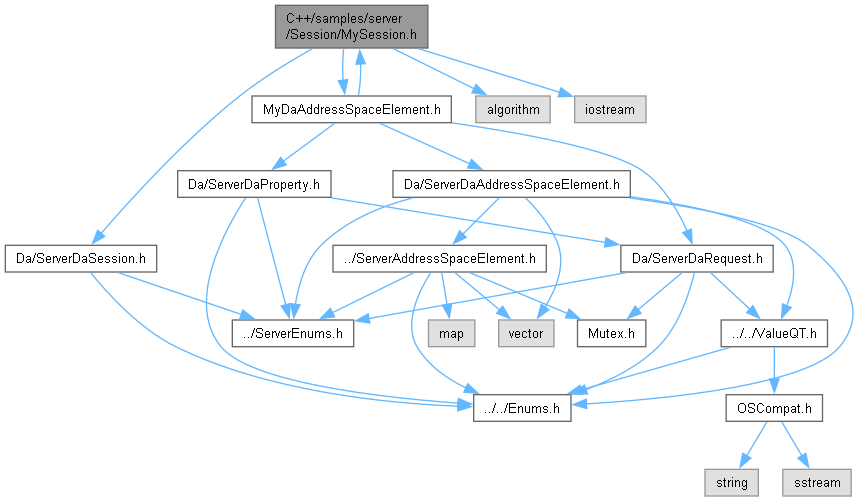 C++/samples/server
/Session/MySession.h
MyDaAddressSpaceElement.h
algorithm
iostream
Da/ServerDaProperty.h
Da/ServerDaAddressSpaceElement.h
Da/ServerDaSession.h
../ServerAddressSpaceElement.h
Da/ServerDaRequest.h
../ServerEnums.h
map
vector
Mutex.h
../../ValueQT.h
../../Enums.h
OSCompat.h
string
sstream